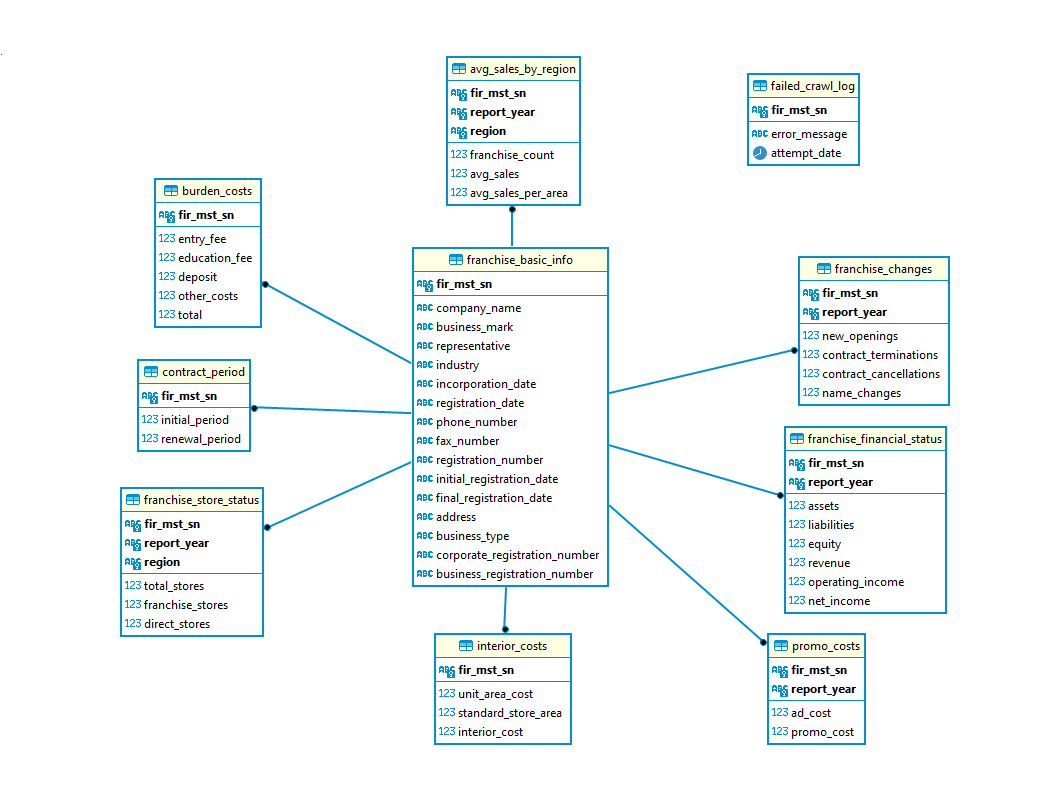 avg_sales_by_region
ABC fir_mst_sn
ABC report_year
ABC region
123 franchise_count
123 avg_sales
123 avg_sales_per_area
failed_crawl_log
ABC fir_mst_sn
ABC error_message
attempt_date
burden_costs
ABC fir_mst_sn
123 entry_fee
123 education_fee
123 deposit
123 other_costs
123 total
franchise_basic_info
ABC fir_mst_sn
ABC company_name
ABC business_mark
ABC representative
ABC industry
ABC incorporation_date
ABC registration_date
ABC phone_number
ABC fax_number
ABC registration_number
ABC initial_registration_date
ABC final_registration_date
ABC address
ABC business_type
ABC corporate_registration_number
ABC business_registration_number
franchise_changes
ABC fir_mst_sn
ABC report_year
123 new_openings
123 contract_terminations
123 contract_cancellations
123 name_changes
contract_period
ABC fir_mst_sn
123 initial_period
123 renewal_period
franchise_financial_status
ABC fir_mst_sn
ABC report_year
123 assets
123 liabilities
123 equity
123 revenue
123 operating_income
123 net_income
franchise_store_status
ABC fir_mst_sn
ABC report_year
ABC region
123 total_stores
123 franchise_stores
123 direct_stores
interior_costs
ABC fir_mst_sn
123 unit_area_cost
123 standard_store_area
123 interior_cost
promo_costs
ABC fir_mst_sn
ABC report_year
123 ad_cost
123 promo_cost